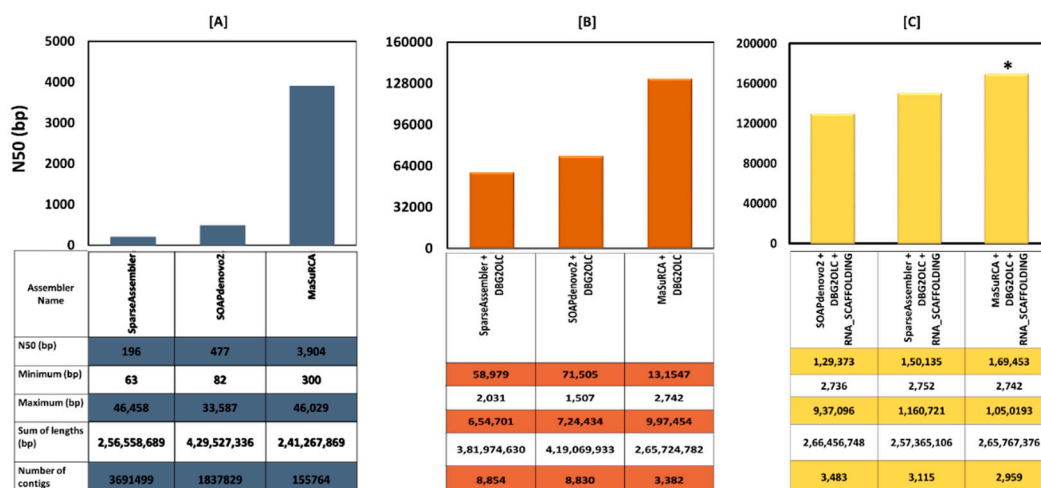 [A]
[B]
[C]
N50 (bp)
5000
4000
3000
2000
1000
0
160000
128000
96000
64000
32000
0
200000
160000
120000
80000
40000
0
*
Assembler
Name
SparseAssembler
SOAPdenovo2
MaSuRCA
SparseAssembler +
DBG2OLC
SOAPdenovo2 +
DBG2OLC
MaSuRCA +
DBG2OLC
SOAPdenovo2 +
DBG2OLC +
RNA_SCAFFOLDING
SparseAssembler +
DBG2OLC +
RNA_SCAFFOLDING
MaSuRCA +
DBG2OLC +
RNA_SCAFFOLDING
N50 (bp) 196 477 3,904
Minimum (bp) 63 82 300
Maximum (bp) 46,458 33,587 46,029
Sum of lengths
(bp) 2,56,558,689 4,29,527,336 2,41,267,869
Number of
contigs 3691499 1837829 155764
58,979 71,505 13,1547
2,031 1,507 2,742
6,54,701 7,24,434 9,97,454
3,81,974,630 4,19,069,933 2,65,724,782
8,854 8,830 3,382
1,29,373 1,50,135 1,69,453
2,736 2,752 2,742
9,37,096 1,160,721 1,05,0193
2,66,456,748 2,57,365,106 2,65,767,376
3,483 3,115 2,959